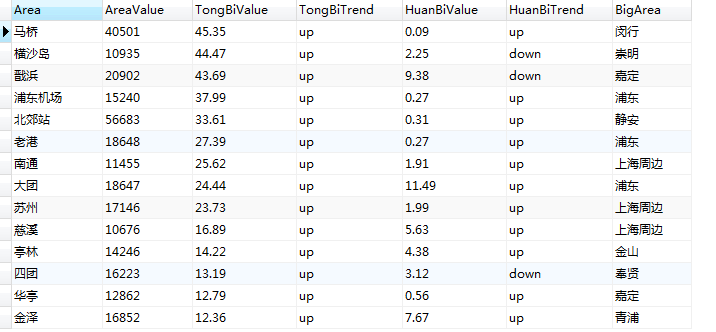 Area AreaValue TongBiValue TongBiTrend HuanBiValue HuanBiTrend BigArea
马桥 40501 45.35 up 0.09 up 闵行
横沙岛 10935 44.47 up 2.25 down 崇明
戬浜 20902 43.69 up 9.38 down 嘉定
浦东机场 15240 37.99 up 0.27 up 浦东
北郊站 56683 33.61 up 0.31 up 静安
老港 18648 27.39 up 0.27 up 浦东
南通 11455 25.62 up 1.91 up 上海周边
大团 18647 24.44 up 11.49 up 浦东
苏州 17146 23.73 up 1.99 up 上海周边
慈溪 10676 16.89 up 5.63 up 上海周边
亭林 14246 14.22 up 4.38 up 金山
四团 16223 13.19 up 3.12 down 奉贤
华亭 12862 12.79 up 0.56 up 嘉定
金泽 16852 12.36 up 7.67 up 青浦